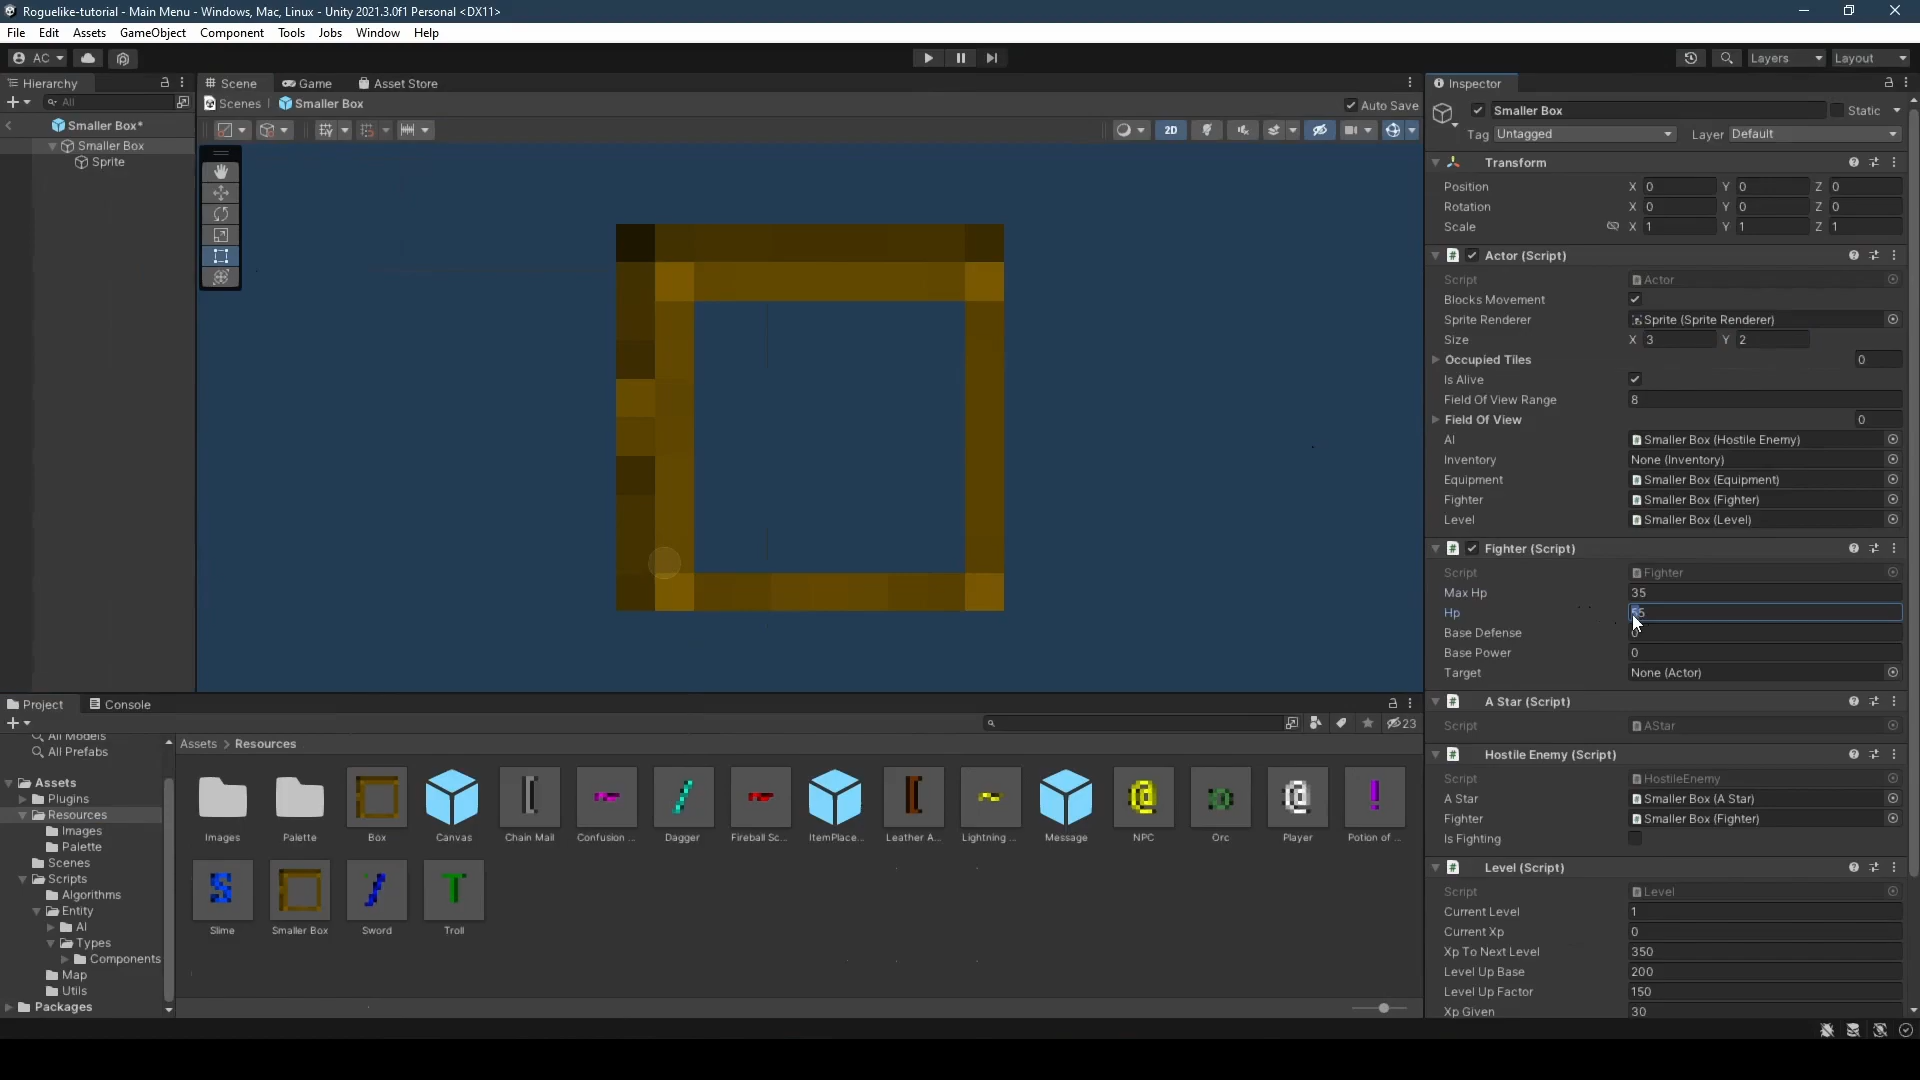 Roguelike-tutorial - Main Menu - Windows, Mac, Linux - Unity 2021.3.0f1 Personal <DX11>
File Edit Assets GameObject Component Tools Jobs Window Help
AC
Layers Layout
Hierarchy
All
Smaller Box*
Smaller Box
Sprite
Scene Game Asset Store
Scenes Smaller Box
Auto Save
2D
Inspector
Smaller Box
Static
Tag Untagged Layer Default
Transform
Position X 0 Y 0 Z 0
Rotation X 0 Y 0 Z 0
Scale X 1 Y 1 Z 1
# Actor (Script)
Script # Actor
Blocks Movement
Sprite Renderer Sprite (Sprite Renderer)
Size X 3 Y 2
Occupied Tiles 0
Is Alive
Field Of View Range 8
Field Of View 0
AI Smaller Box (Hostile Enemy)
Inventory None (Inventory)
Equipment Smaller Box (Equipment)
Fighter Smaller Box (Fighter)
Level Smaller Box (Level)
# Fighter (Script)
Script Fighter
Max Hp 35
Hp
Base Defense 0
Base Power 0
Target None (Actor)
# A Star (Script)
Script AStar
# Hostile Enemy (Script)
Script HostileEnemy
A Star Smaller Box (A Star)
Fighter Smaller Box (Fighter)
Is Fighting
# Level (Script)
Script Level
Current Level 1
Current Xp 0
Xp To Next Level 350
Level Up Base 200
Level Up Factor 150
Xp Given 30
Project Console
23
All Models
All Prefabs
Assets
Plugins
Resources
Images
Palette
Scenes
Scripts
Algorithms
Entity
AI
Types
Components
Map
Utils
Packages
Assets > Resources
Images Palette Box Canvas Chain Mail Confusion ... Dagger Fireball Sc... ItemPlace... Leather A... Lightning ... Message NPC Orc Player Potion of ...
Slime Smaller Box Sword Troll